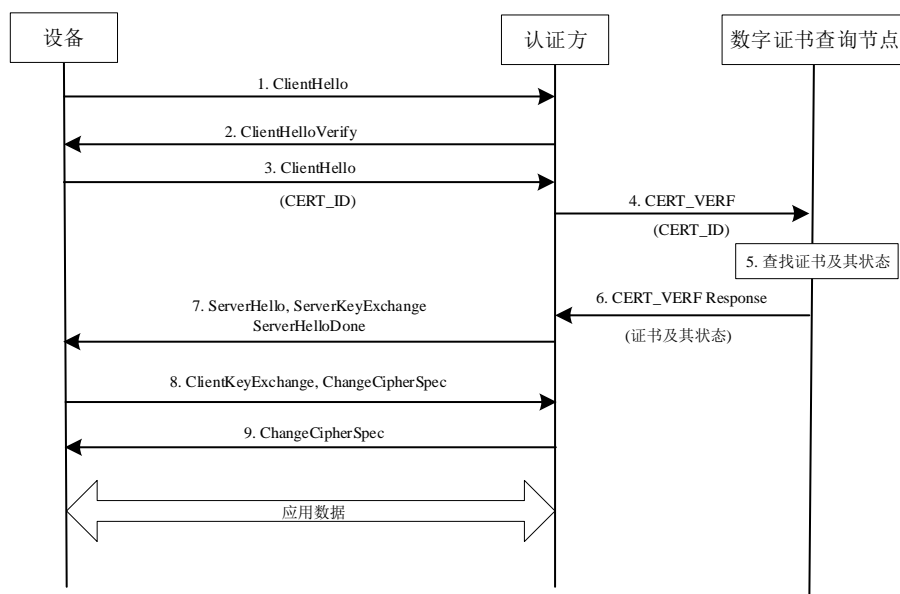 设备
认证方
数字证书查询节点
1. ClientHello
2. ClientHelloVerify
3. ClientHello
(CERT_ID)
4. CERT_VERF
(CERT_ID)
5. 查找证书及其状态
6. CERT_VERF Response
(证书及其状态)
7. ServerHello, ServerKeyExchange
ServerHelloDone
8. ClientKeyExchange, ChangeCipherSpec
9. ChangeCipherSpec
应用数据